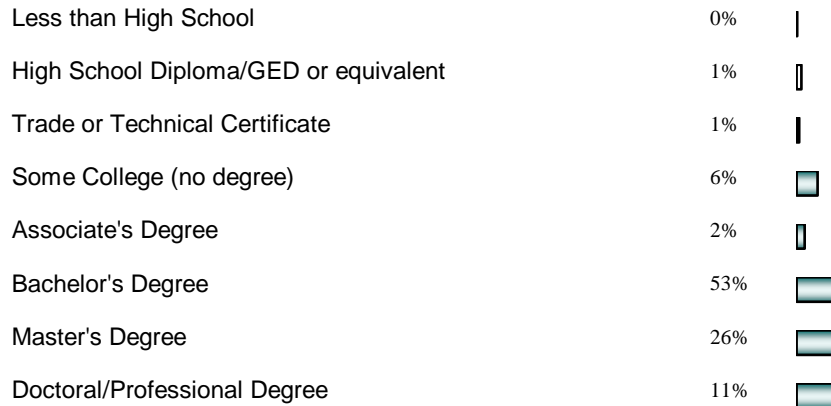 Less than High School 0%
High School Diploma/GED or equivalent 1%
Trade or Technical Certificate 1%
Some College (no degree) 6%
Associate's Degree 2%
Bachelor's Degree 53%
Master's Degree 26%
Doctoral/Professional Degree 11%